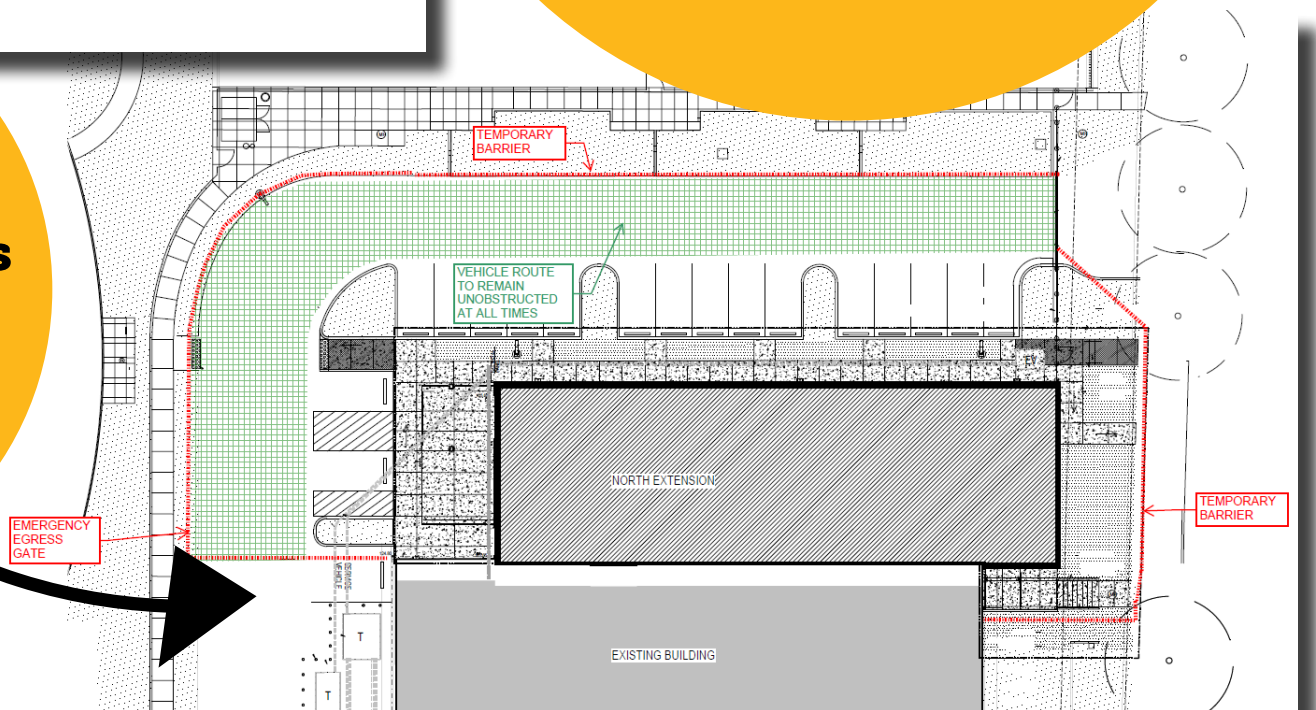 TEMPORARY
BARRIER
s
VEHICLE ROUTE
TO REMAIN
UNOBSTRUCTED
AT ALL TIMES
EV
NORTH EXTENSION
TEMPORARY
BARRIER
EMERGENCY
EGRESS
GATE
T
EXISTING BUILDING
T